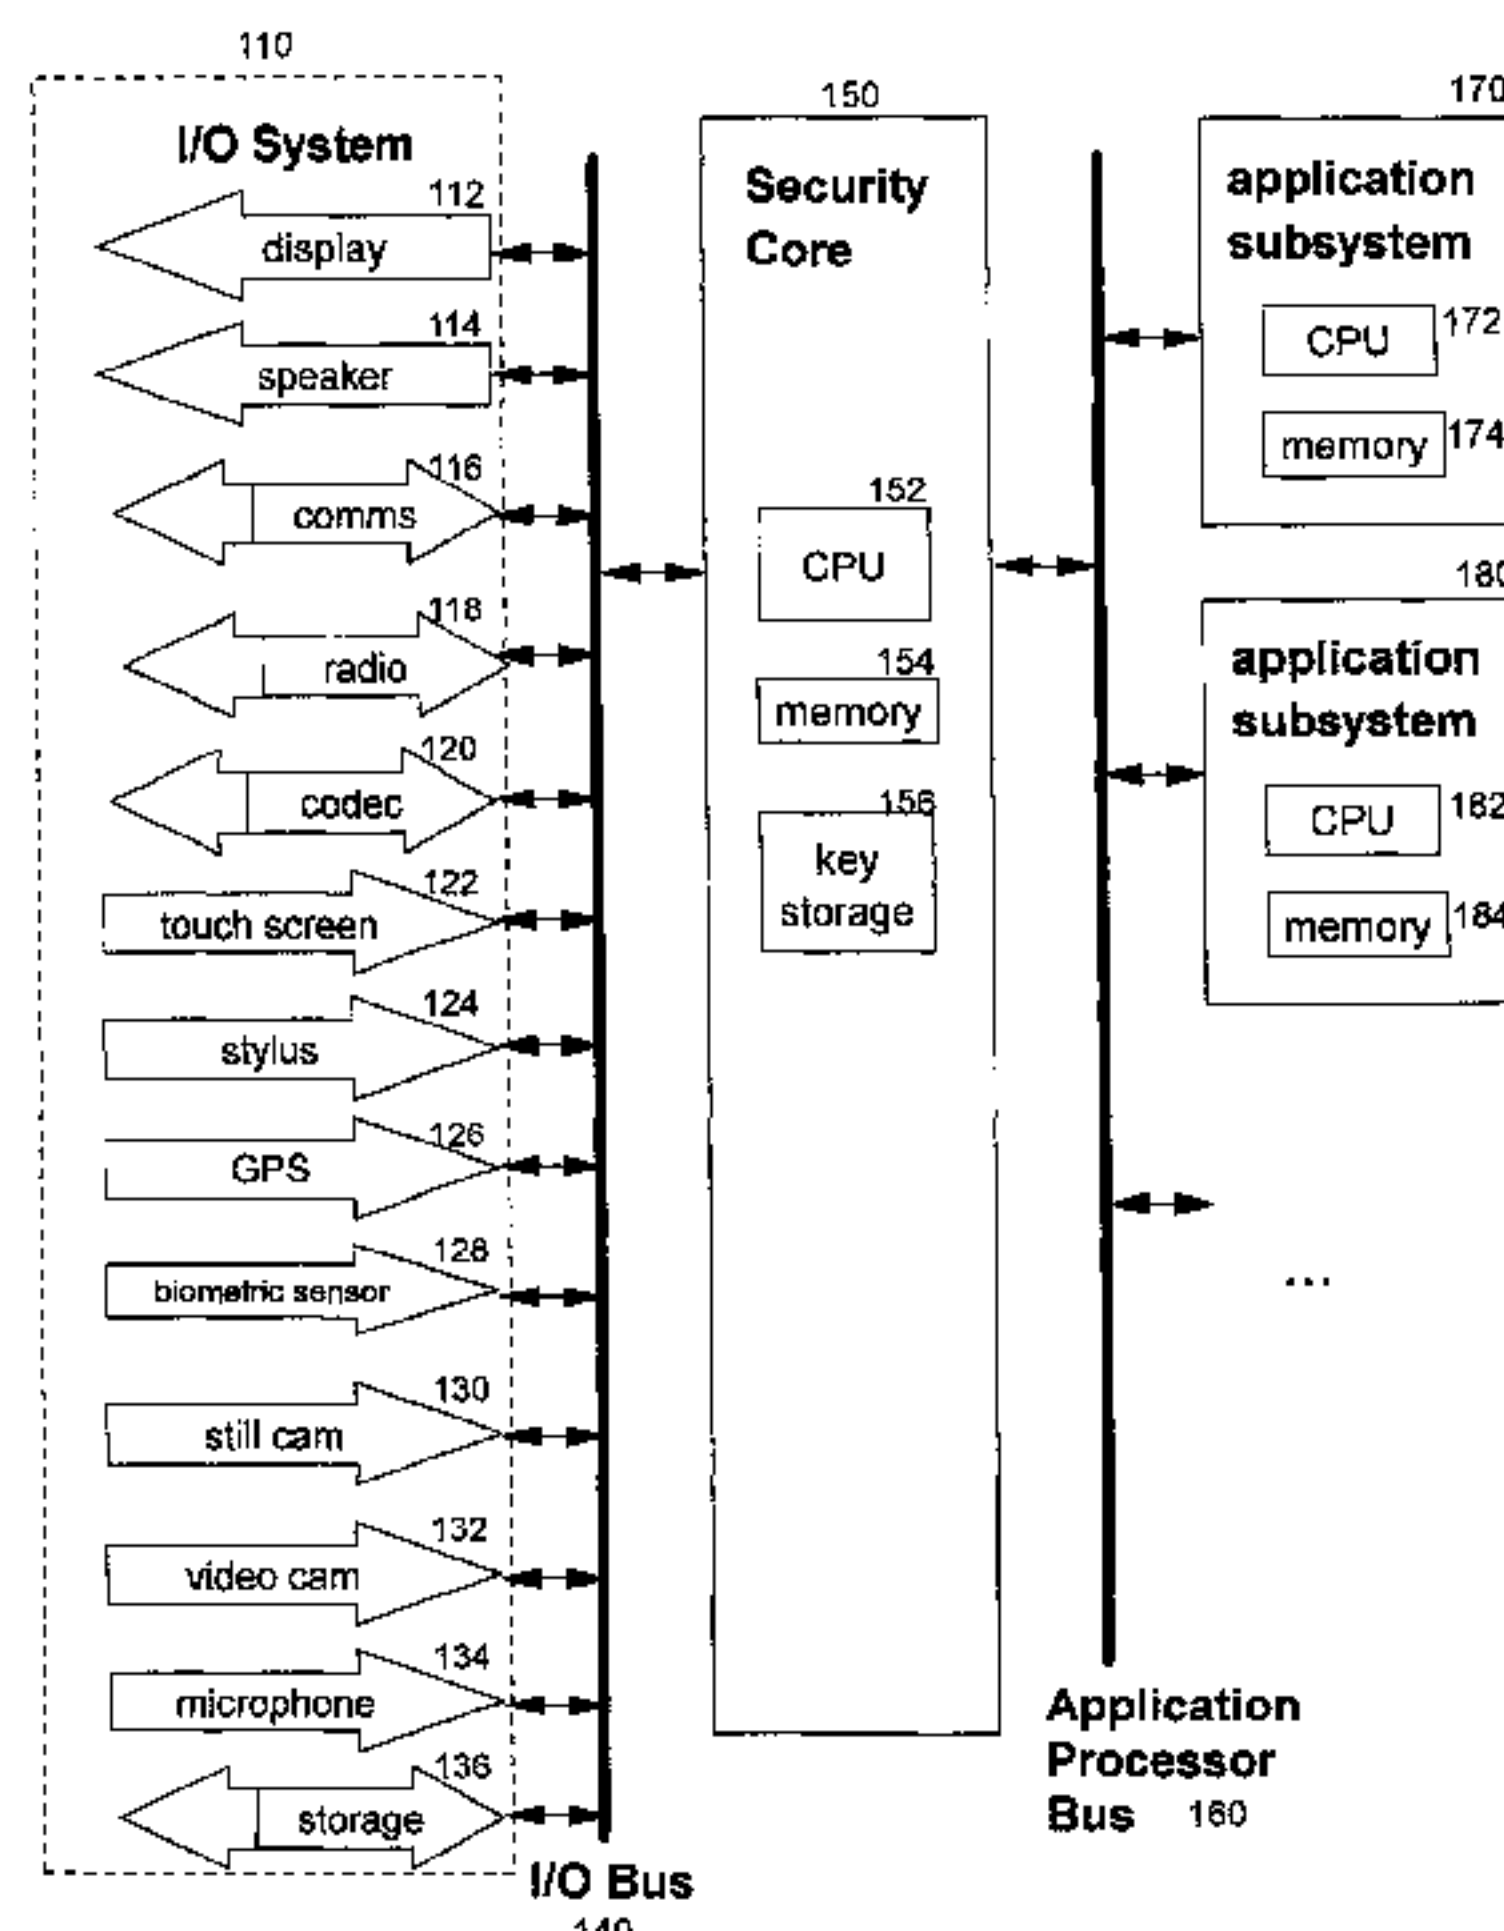 110
I/O System
112
display
114
speaker
116
comms
118
radio
120
codec
122
touch screen
124
stylus
126
GPS
128
biometric sensor
130
still cam
132
video cam
134
microphone
136
storage
I/O Bus
150
Security
Core
152
CPU
154
memory
156
key
storage
Application
Processor
Bus 160
170
application
subsystem
CPU 172
memory 174
180
application
subsystem
CPU
memory 184
...